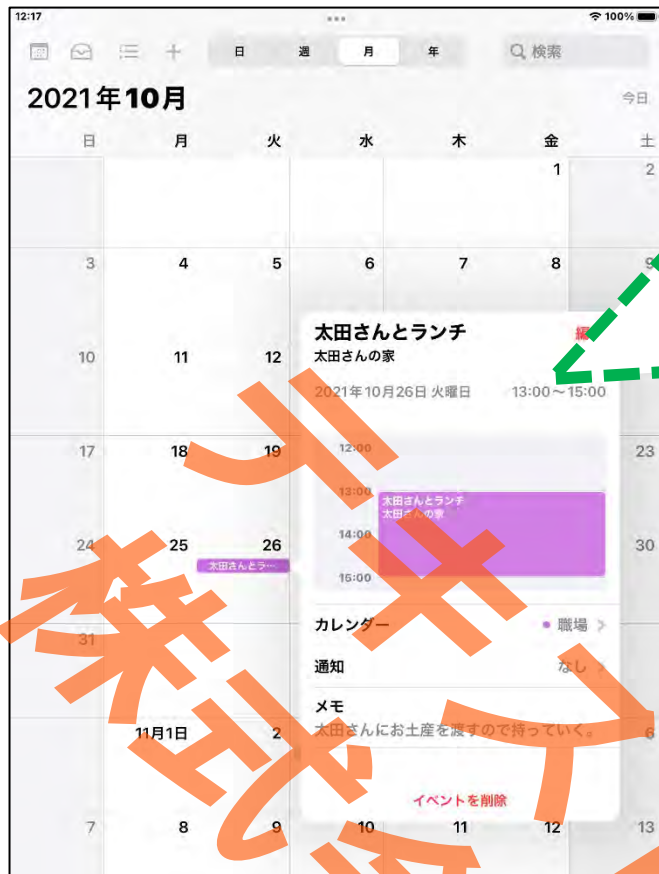 12:17
100%
日 週 月 年
検索
2021年10月
今日
日 月 火 水 木 金 土
1 2
3 4 5 6 7 8 9
太田さんとランチ
太田さんの家
10 11 12
2021年10月26日 火曜日 13:00～15:00
17 18 19 23
12:00
13:00
太田さんとランチ
太田さんの家
14:00
24 25 26 30
太田さんとラ…
15:00
カレンダー 職場
31
通知 なし
メモ
太田さんにお土産を渡すので持っていく。
11月1日 2 6
イベントを削除
7 8 9 10 11 12 13
テキス
株式